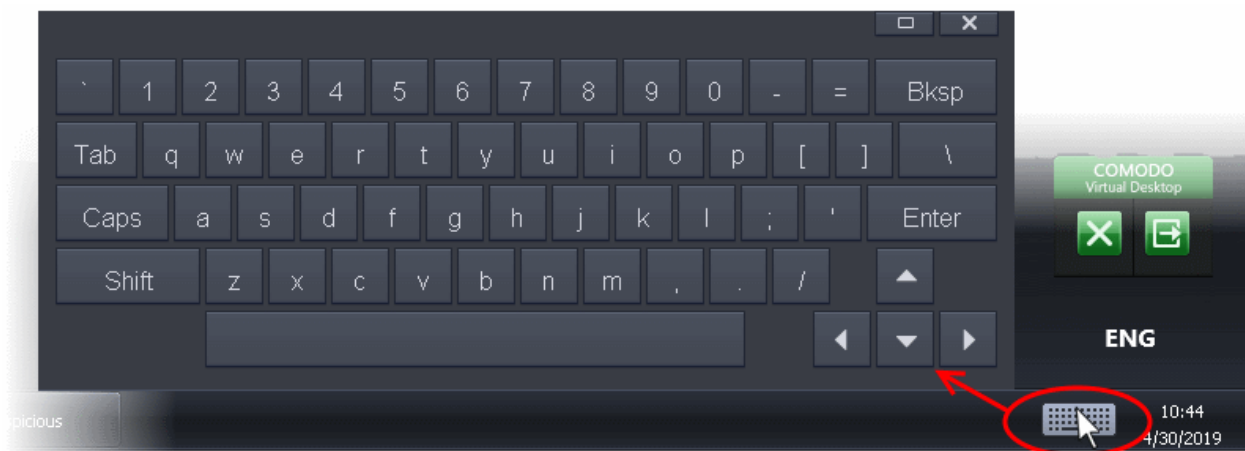 ` 1 2 3 4 5 6 7 8 9 0 - = Bksp
Tab q w e r t y u i o p [ ] \
Caps a s d f g h j k l ; ' Enter
Shift z x c v b n m , . /
COMODO
Virtual Desktop
ENG
10:44
4/30/2019